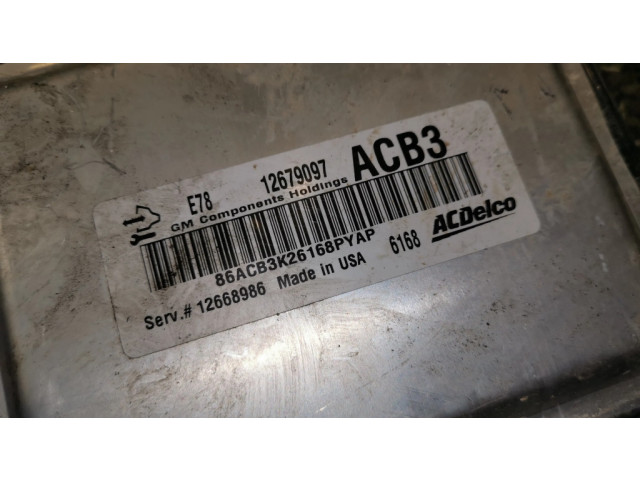 E78 12679097 ACB3
GM Components Holdings
86ACB3K26168PYAP 6168 ACDelco
Serv.# 12668986 Made in USA